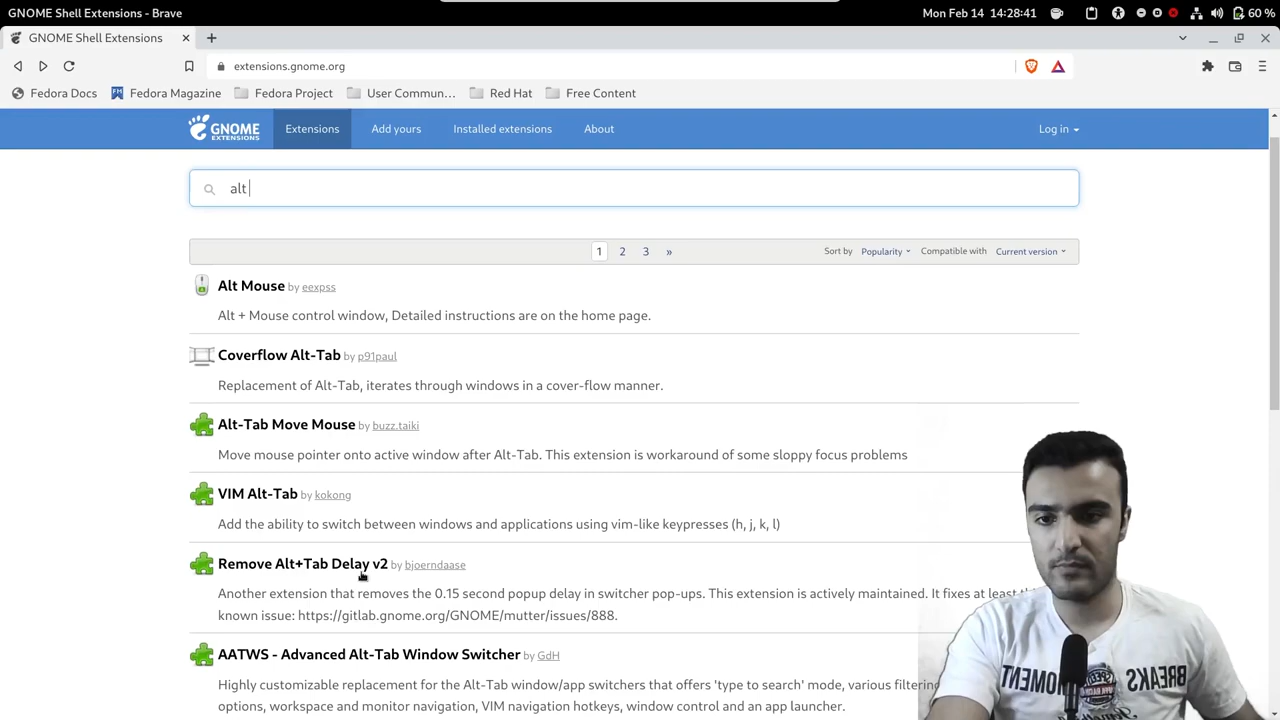 GNOME Shell Extensions - Brave
Mon Feb 14 14:28:41
60 %
GNOME Shell Extensions
extensions.gnome.org
Fedora Docs
Fedora Magazine
Fedora Project
User Commun...
Red Hat
Free Content
GNOME EXTENSIONS
Extensions
Add yours
Installed extensions
About
Log in
alt
1 2 3 »
Sort by Popularity
Compatible with Current version
Alt Mouse by eexpss
Alt + Mouse control window, Detailed instructions are on the home page.
Coverflow Alt-Tab by p91paul
Replacement of Alt-Tab, iterates through windows in a cover-flow manner.
Alt-Tab Move Mouse by buzz.taiki
Move mouse pointer onto active window after Alt-Tab. This extension is workaround of some sloppy focus problems
VIM Alt-Tab by kokong
Add the ability to switch between windows and applications using vim-like keypresses (h, j, k, l)
Remove Alt+Tab Delay v2 by bjoerndaase
Another extension that removes the 0.15 second popup delay in switcher pop-ups. This extension is actively maintained. It fixes at least
known issue: https://gitlab.gnome.org/GNOME/mutter/issues/888.
AATWS - Advanced Alt-Tab Window Switcher by GdH
Highly customizable replacement for the Alt-Tab window/app switchers that offers 'type to search' mode, various filtering
options, workspace and monitor navigation, VIM navigation hotkeys, window control and an app launcher.
MOMENT
BREAKS